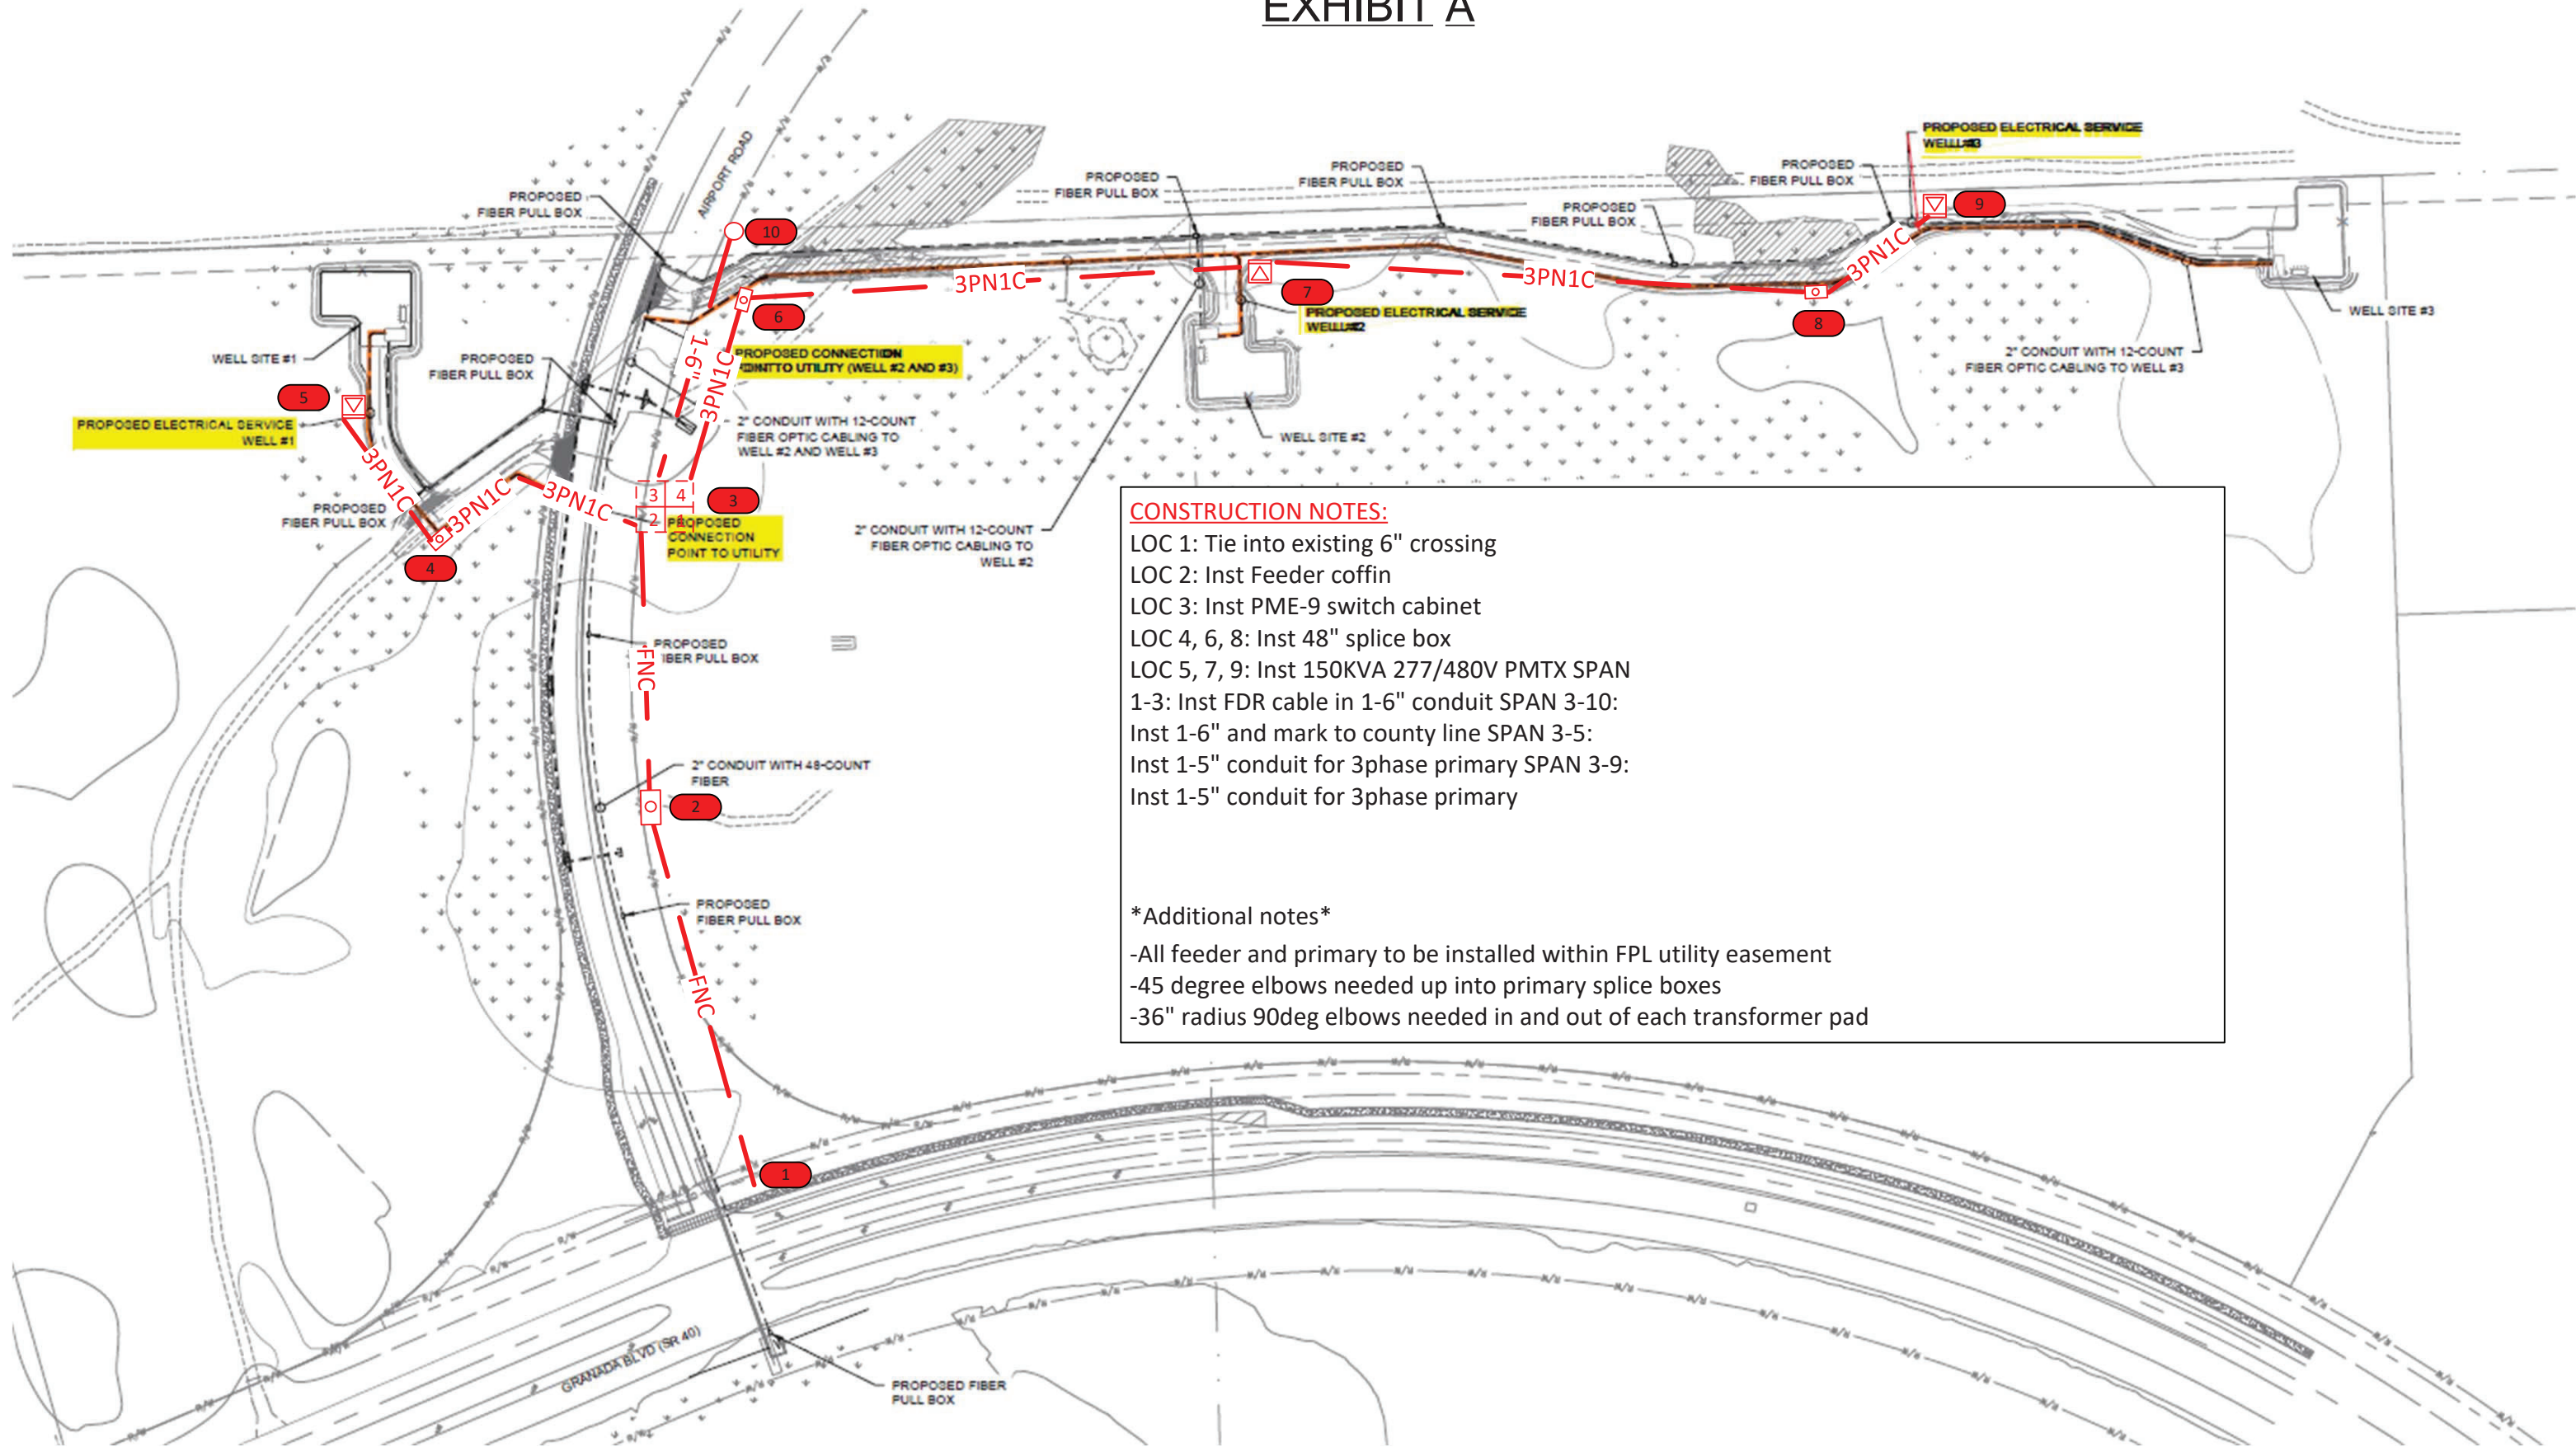 EXHIBIT A
AIRPORT ROAD
PROPOSED ELECTRICAL SERVICE
WELL#3
PROPOSED
FIBER PULL BOX
PROPOSED
FIBER PULL BOX
PROPOSED
FIBER PULL BOX
PROPOSED
FIBER PULL BOX
PROPOSED
FIBER PULL BOX
9
10
3PN1C
3PN1C
3PN1C
7
6
8
PROPOSED ELECTRICAL SERVICE
WELL#2
WELL SITE #3
WELL SITE #1
PROPOSED
FIBER PULL BOX
1-6"
3PN1C
PROPOSED CONNECTION
POINT TO UTILITY (WELL #2 AND #3)
2" CONDUIT WITH 12-COUNT
FIBER OPTIC CABLING TO WELL #3
5
PROPOSED ELECTRICAL SERVICE
WELL #1
2" CONDUIT WITH 12-COUNT
FIBER OPTIC CABLING TO
WELL #2 AND WELL #3
WELL SITE #2
3PN1C
3PN1C
3PN1C
3 4
2 1
3
PROPOSED
FIBER PULL BOX
PROPOSED
CONNECTION
POINT TO UTILITY
2" CONDUIT WITH 12-COUNT
FIBER OPTIC CABLING TO
WELL #2
4
CONSTRUCTION NOTES:
LOC 1: Tie into existing 6" crossing
LOC 2: Inst Feeder coffin
LOC 3: Inst PME-9 switch cabinet
LOC 4, 6, 8: Inst 48" splice box
LOC 5, 7, 9: Inst 150KVA 277/480V PMTX SPAN
1-3: Inst FDR cable in 1-6" conduit SPAN 3-10:
Inst 1-6" and mark to county line SPAN 3-5:
Inst 1-5" conduit for 3phase primary SPAN 3-9:
Inst 1-5" conduit for 3phase primary
*Additional notes*
-All feeder and primary to be installed within FPL utility easement
-45 degree elbows needed up into primary splice boxes
-36" radius 90deg elbows needed in and out of each transformer pad
PROPOSED
FIBER PULL BOX
FNC
2" CONDUIT WITH 48-COUNT
FIBER
2
PROPOSED
FIBER PULL BOX
FNC
1
GRANADA BLVD (SR 40)
PROPOSED FIBER
PULL BOX